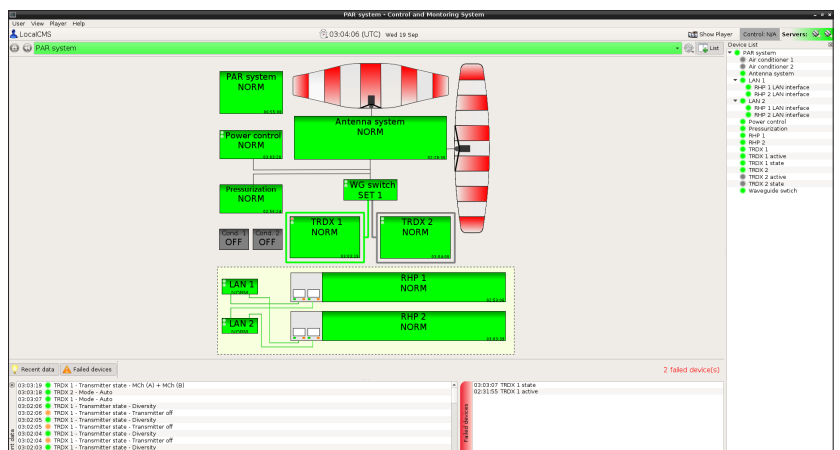 PAR system - Control and Monitoring System
User View Player Help
LocalCMS
03:04:06 (UTC) Wed 19 Sep
Show Player
Control: N/A
Servers:
PAR system
List
PAR system
NORM
Antenna system
NORM
Power control
NORM
Pressurization
NORM
WG switch
SET 1
TRDX 1
NORM
TRDX 2
NORM
Cond. 1
OFF
Cond. 2
OFF
LAN 1
NORM
RHP 1
NORM
LAN 2
NORM
RHP 2
NORM
Device List
PAR system
Air conditioner 1
Air conditioner 2
Antenna system
LAN 1
RHP 1 LAN interface
RHP 2 LAN interface
LAN 2
RHP 1 LAN interface
RHP 2 LAN interface
Power control
Pressurization
RHP 1
RHP 2
TRDX 1
TRDX 1 active
TRDX 1 state
TRDX 2
TRDX 2 active
TRDX 2 state
Waveguide switch
Recent data
Failed devices
2 failed device(s)
03:03:19 TRDX 1 - Transmitter state - MCh (A) + MCh (B)
03:03:18 TRDX 2 - Mode - Auto
03:03:07 TRDX 1 - Mode - Auto
03:02:06 TRDX 1 - Transmitter state - Diversity
03:02:06 TRDX 1 - Transmitter state - Transmitter off
03:02:05 TRDX 1 - Transmitter state - Diversity
03:02:05 TRDX 1 - Transmitter state - Transmitter off
03:02:04 TRDX 1 - Transmitter state - Diversity
03:02:04 TRDX 1 - Transmitter state - Transmitter off
03:02:03 TRDX 1 - Transmitter state - Diversity
Failed devices
03:03:07 TRDX 1 state
02:31:55 TRDX 1 active